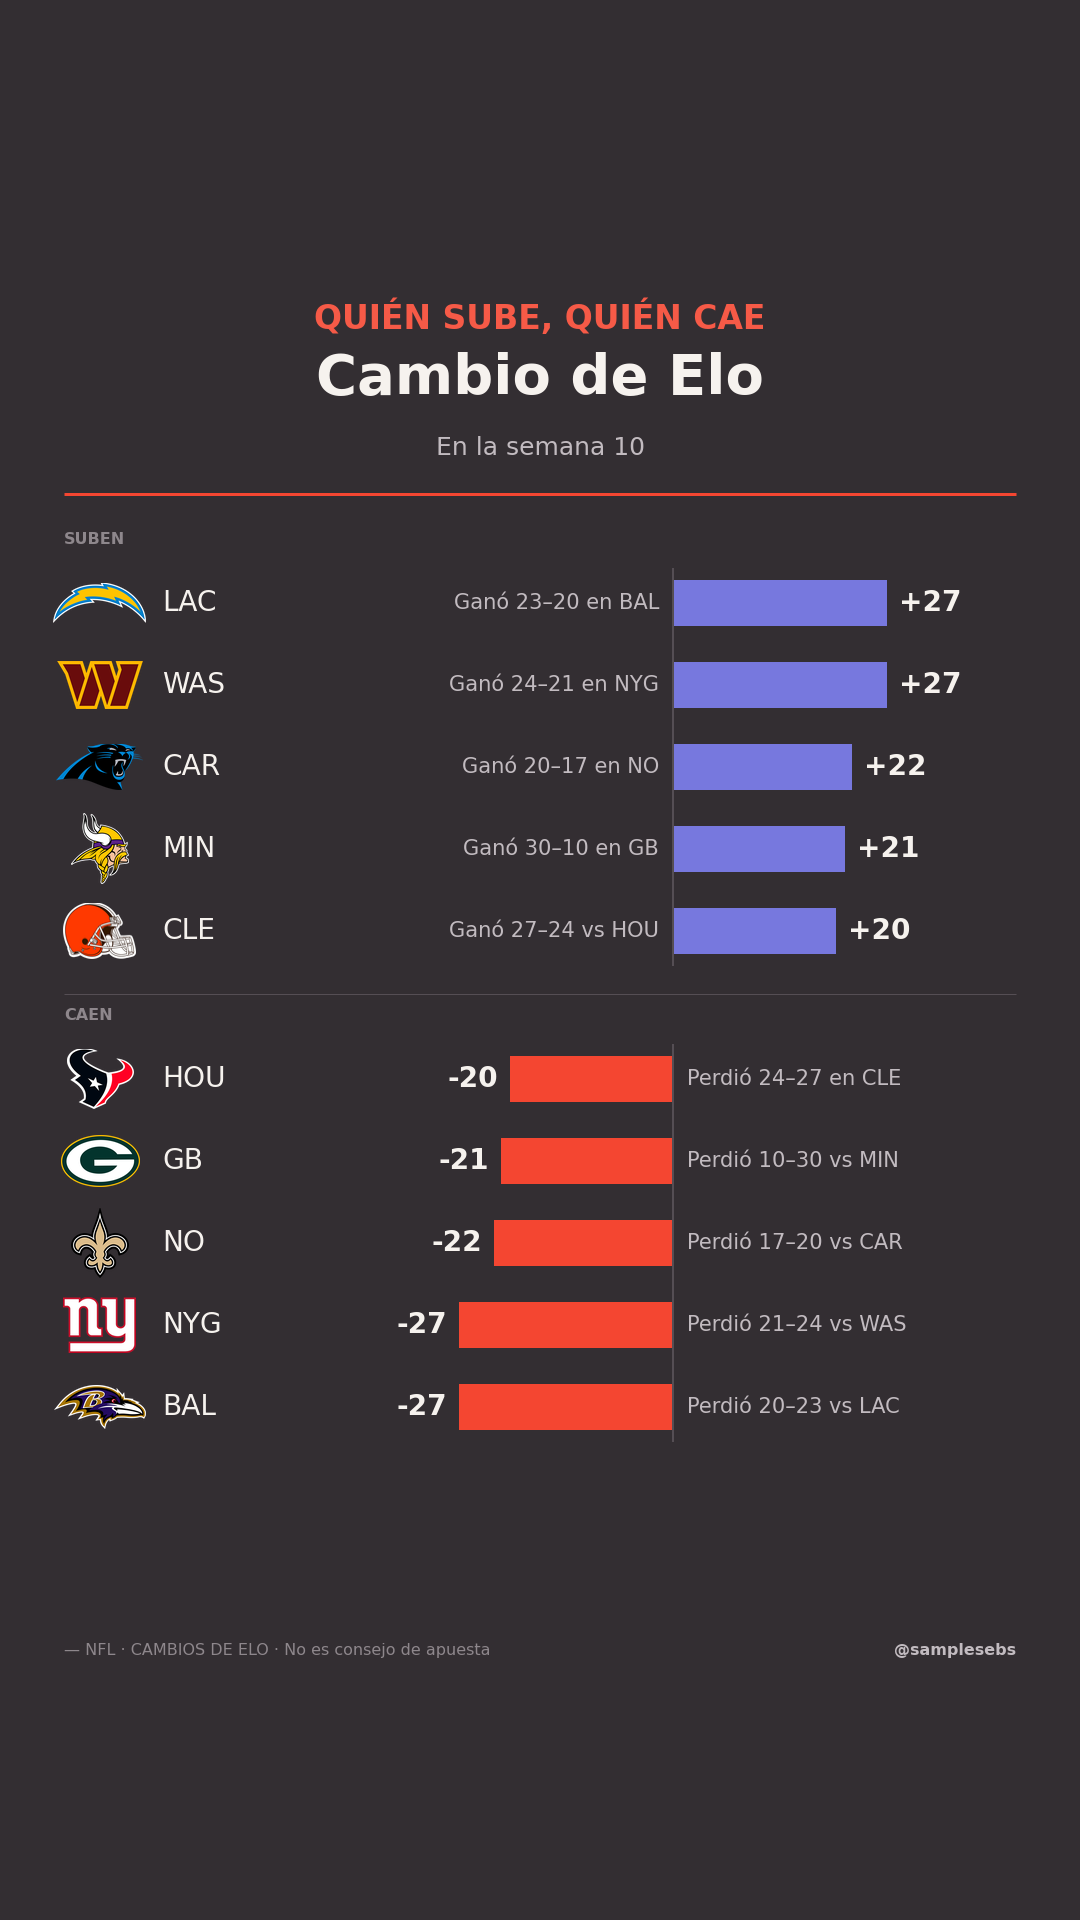 QUIÉN SUBE, QUIÉN CAE
Cambio de Elo
En la semana 10
SUBEN
LAC Ganó 23–20 en BAL +27
WAS Ganó 24–21 en NYG +27
CAR Ganó 20–17 en NO +22
MIN Ganó 30–10 en GB +21
CLE Ganó 27–24 vs HOU +20
CAEN
HOU -20 Perdió 24–27 en CLE
GB -21 Perdió 10–30 vs MIN
NO -22 Perdió 17–20 vs CAR
NYG -27 Perdió 21–24 vs WAS
BAL -27 Perdió 20–23 vs LAC
— NFL · CAMBIOS DE ELO · No es consejo de apuesta @samplesebs